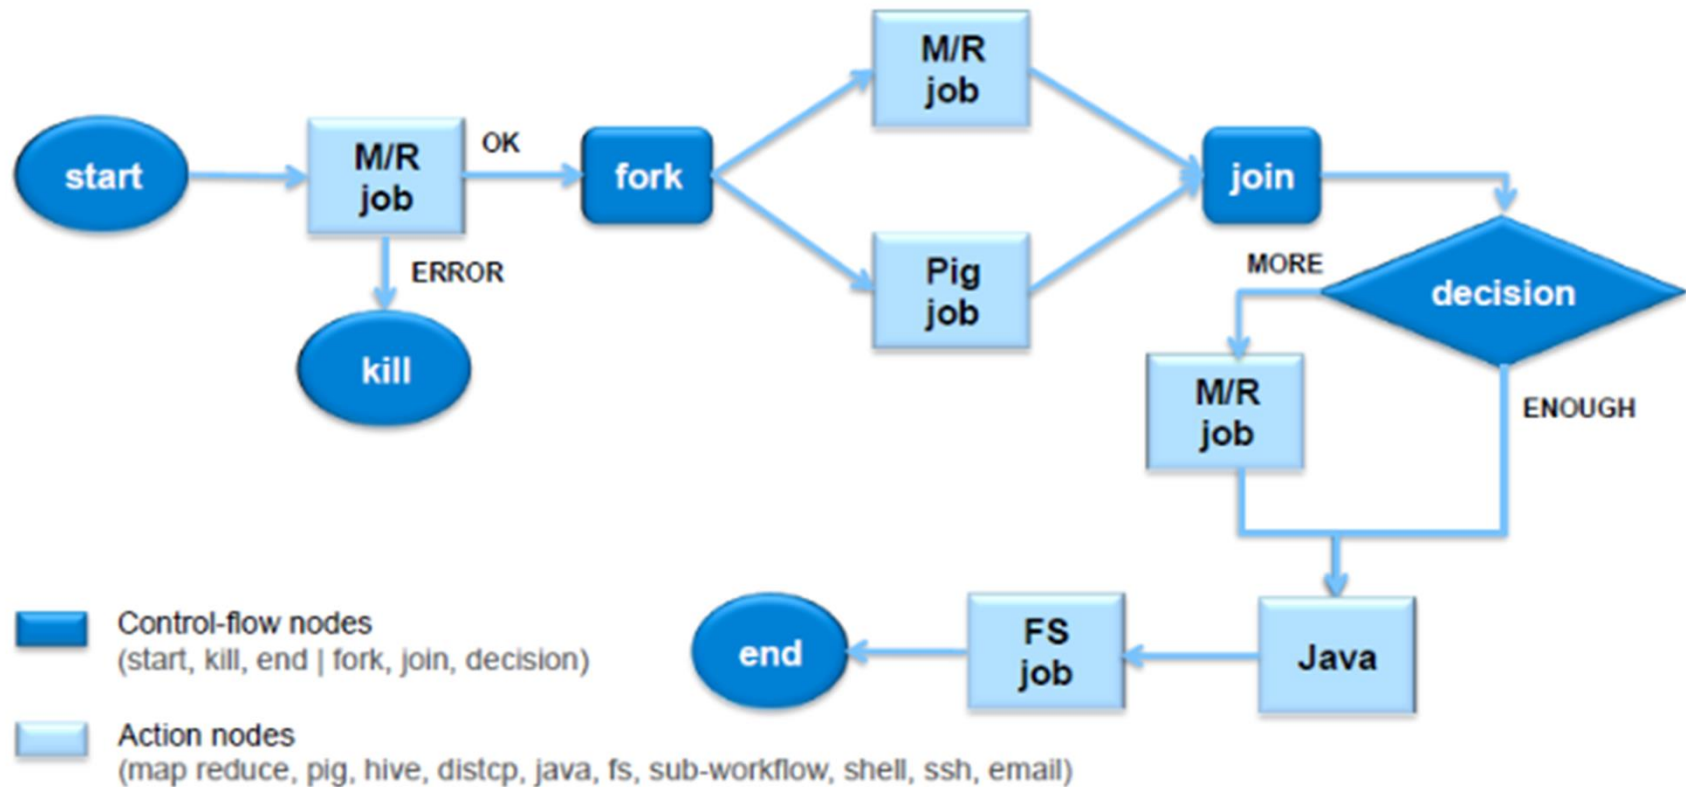 M/R
job
start
M/R
job
OK
fork
join
ERROR
Pig
job
MORE
decision
kill
M/R
job
ENOUGH
Control-flow nodes
(start, kill, end | fork, join, decision)
end
FS
job
Java
Action nodes
(map reduce, pig, hive, distcp, java, fs, sub-workflow, shell, ssh, email)